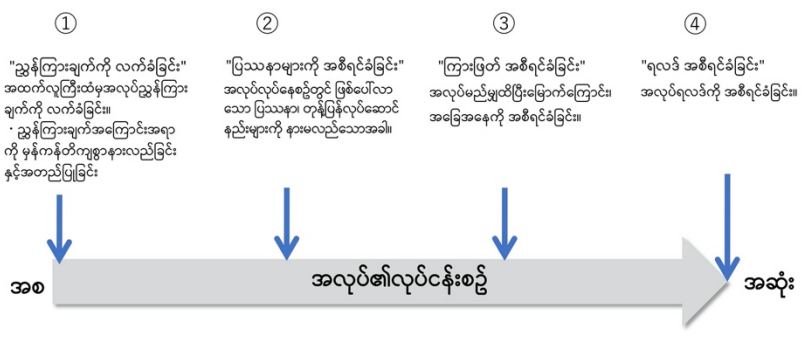 ①
"ညွှန်ကြားချက်ကို လက်ခံခြင်း"
အထက်လူကြီးထံမှအလုပ်ညွှန်ကြား
ချက်ကို လက်ခံခြင်း။
・ညွှန်ကြားချက်အကြောင်းအရာ
ကို မှန်ကန်တိကျစွာနားလည်ခြင်း
နှင့်အတည်ပြုခြင်း
②
"ပြဿနာများကို အစီရင်ခံခြင်း"
အလုပ်လုပ်နေစဥ်တွင် ဖြစ်ပေါ်လာ
သော ပြဿနာ၊ တုန့်ပြန်လုပ်ဆောင်
နည်းများကို နားမလည်သောအခါ။
③
"ကြားဖြတ် အစီရင်ခံခြင်း"
အလုပ်မည်မျှထိပြီးမြောက်ကြောင်း၊
အခြေအနေကို အစီရင်ခံခြင်း။
④
"ရလဒ် အစီရင်ခံခြင်း"
အလုပ်ရလဒ်ကို အစီရင်ခံခြင်း။
အစ
အလုပ်၏လုပ်ငန်းစဥ်
အဆုံး